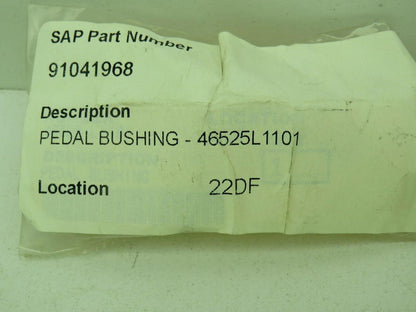 SAP Part Number
91041968
Description
PEDAL BUSHING - 46525L1101
Location 22DF